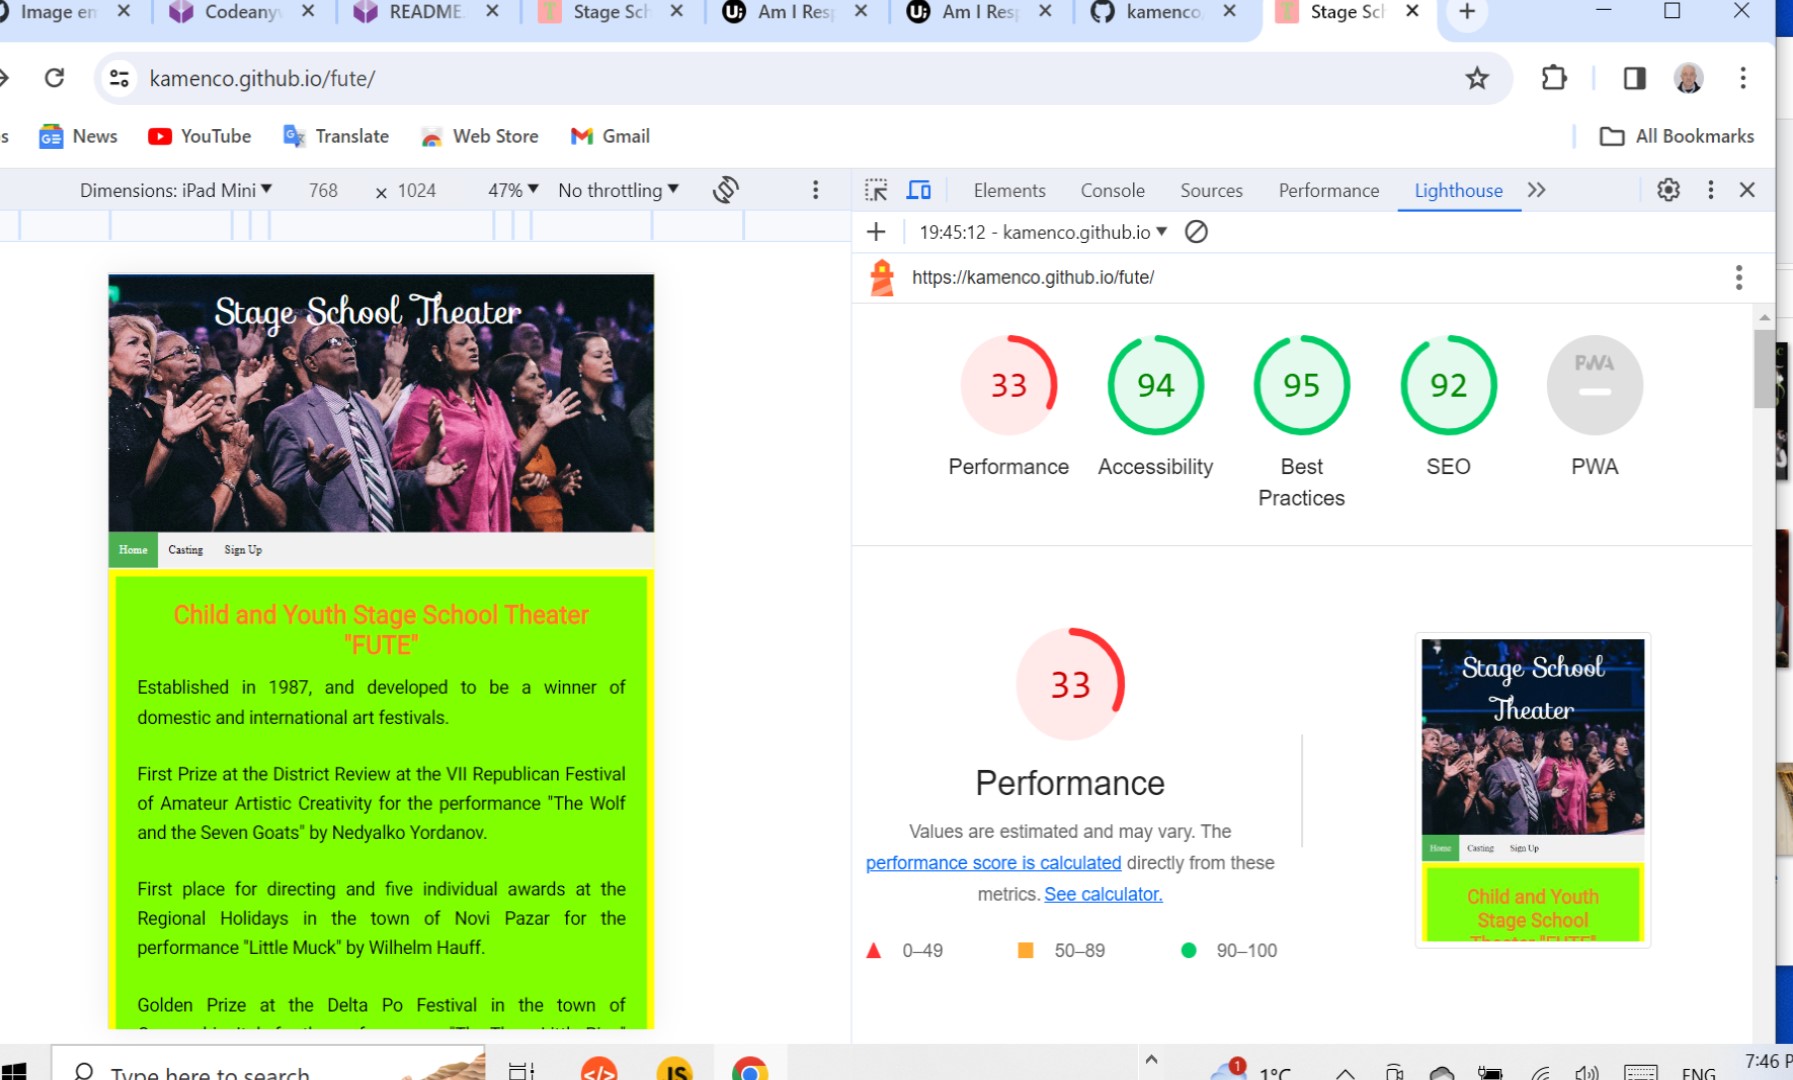 Image en
Codeanyw
README.
Stage Sch
Am I Resp
Am I Resp
kamenco
Stage Sch
kamenco.github.io/fute/
News
YouTube
Translate
Web Store
Gmail
All Bookmarks
Dimensions: iPad Mini 768 x 1024 47% No throttling
Elements Console Sources Performance Lighthouse
19:45:12 - kamenco.github.io
https://kamenco.github.io/fute/
Stage School Theater
Home Casting Sign Up
Child and Youth Stage School Theater
"FUTE"
Established in 1987, and developed to be a winner of
domestic and international art festivals.
First Prize at the District Review at the VII Republican Festival
of Amateur Artistic Creativity for the performance "The Wolf
and the Seven Goats" by Nedyalko Yordanov.
First place for directing and five individual awards at the
Regional Holidays in the town of Novi Pazar for the
performance "Little Muck" by Wilhelm Hauff.
Golden Prize at the Delta Po Festival in the town of
33 94 95 92 PWA
Performance Accessibility Best SEO PWA
Practices
33
Performance
Values are estimated and may vary. The
performance score is calculated directly from these
metrics. See calculator.
0–49 50–89 90–100
Stage School
Theater
Home Casting Sign Up
Child and Youth
Stage School
Theater "FUTE"
Type here to search
JS
1
1°C
ENG
7:46 P